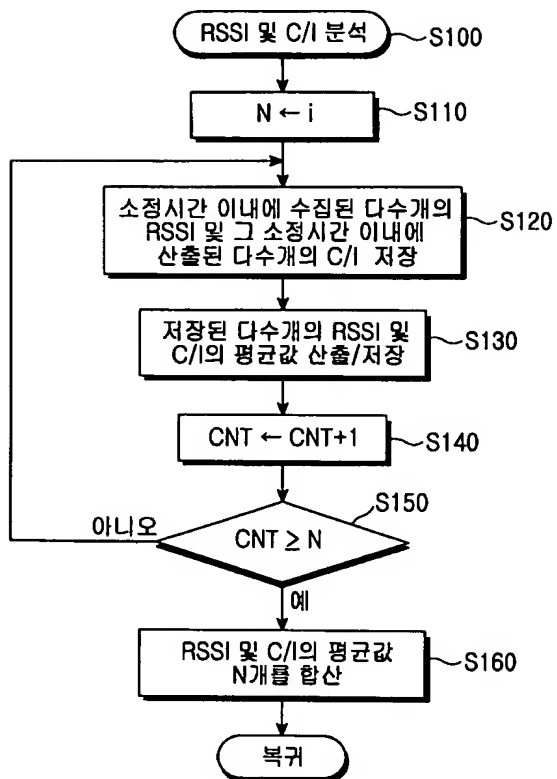 RSSI 및 C/I 분석
S100
N ← i
S110
소정시간 이내에 수집된 다수개의
RSSI 및 그 소정시간 이내에
산출된 다수개의 C/I 저장
S120
저장된 다수개의 RSSI 및
C/I의 평균값 산출/저장
S130
CNT ← CNT+1
S140
S150
아니오
CNT ≥ N
예
RSSI 및 C/I의 평균값
N개를 합산
S160
복귀